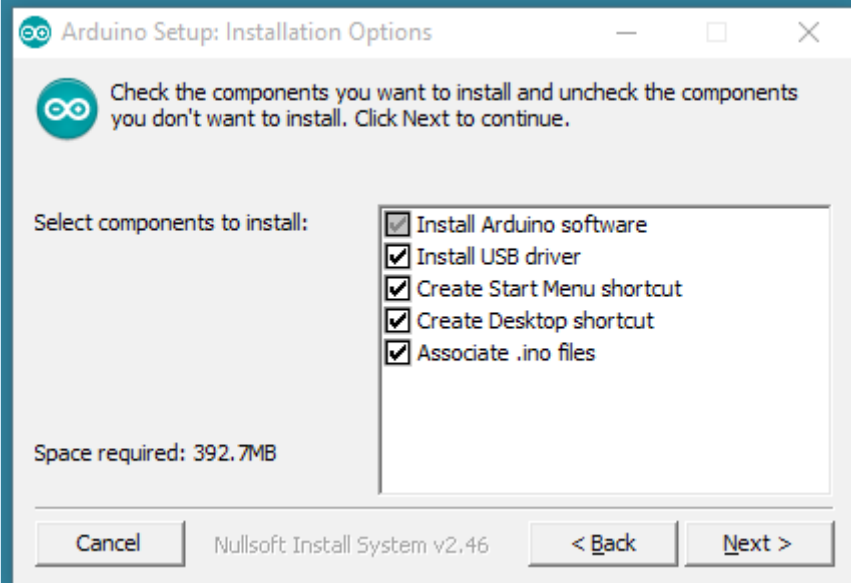 Arduino Setup: Installation Options
Check the components you want to install and uncheck the components
you don't want to install. Click Next to continue.
Select components to install:
Install Arduino software
Install USB driver
Create Start Menu shortcut
Create Desktop shortcut
Associate .ino files
Space required: 392.7MB
Cancel
Nullsoft Install System v2.46
< Back
Next >